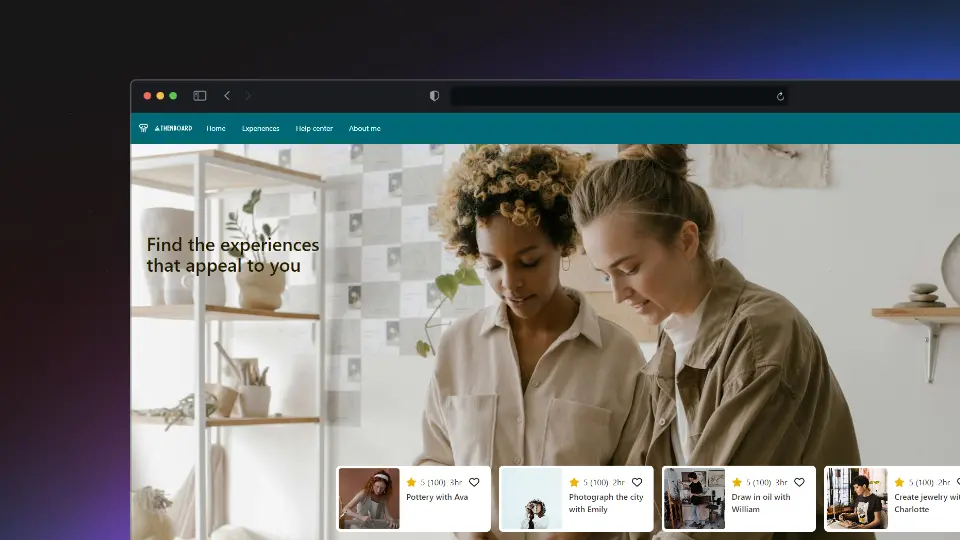 ATHENBOARD Home Experiences Help center About me
Find the experiences
that appeal to you
5 (100) 3hr
Pottery with Ava
5 (100) 2hr
Photograph the city
with Emily
5 (100) 3hr
Draw in oil with
William
5 (100) 2hr
Create jewelry wit
Charlotte